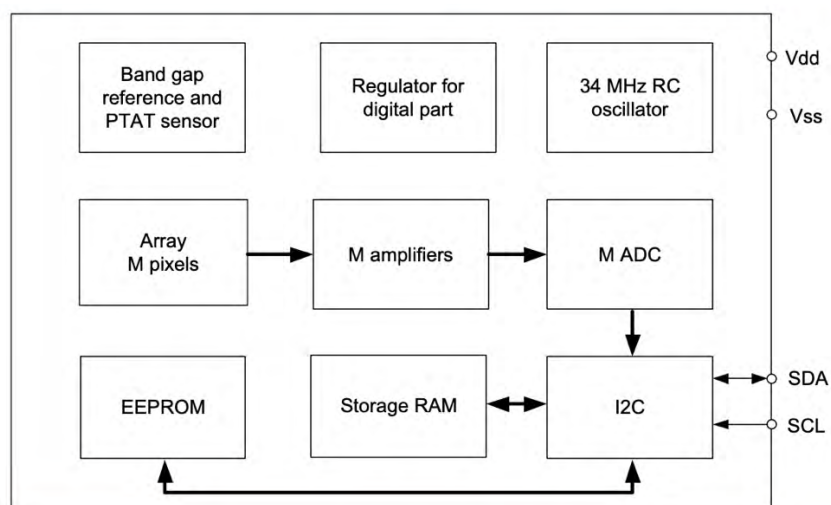 Band gap
reference and
PTAT sensor
Regulator for
digital part
34 MHz RC
oscillator
Vdd
Vss
Array
M pixels
M amplifiers
M ADC
EEPROM
Storage RAM
I2C
SDA
SCL